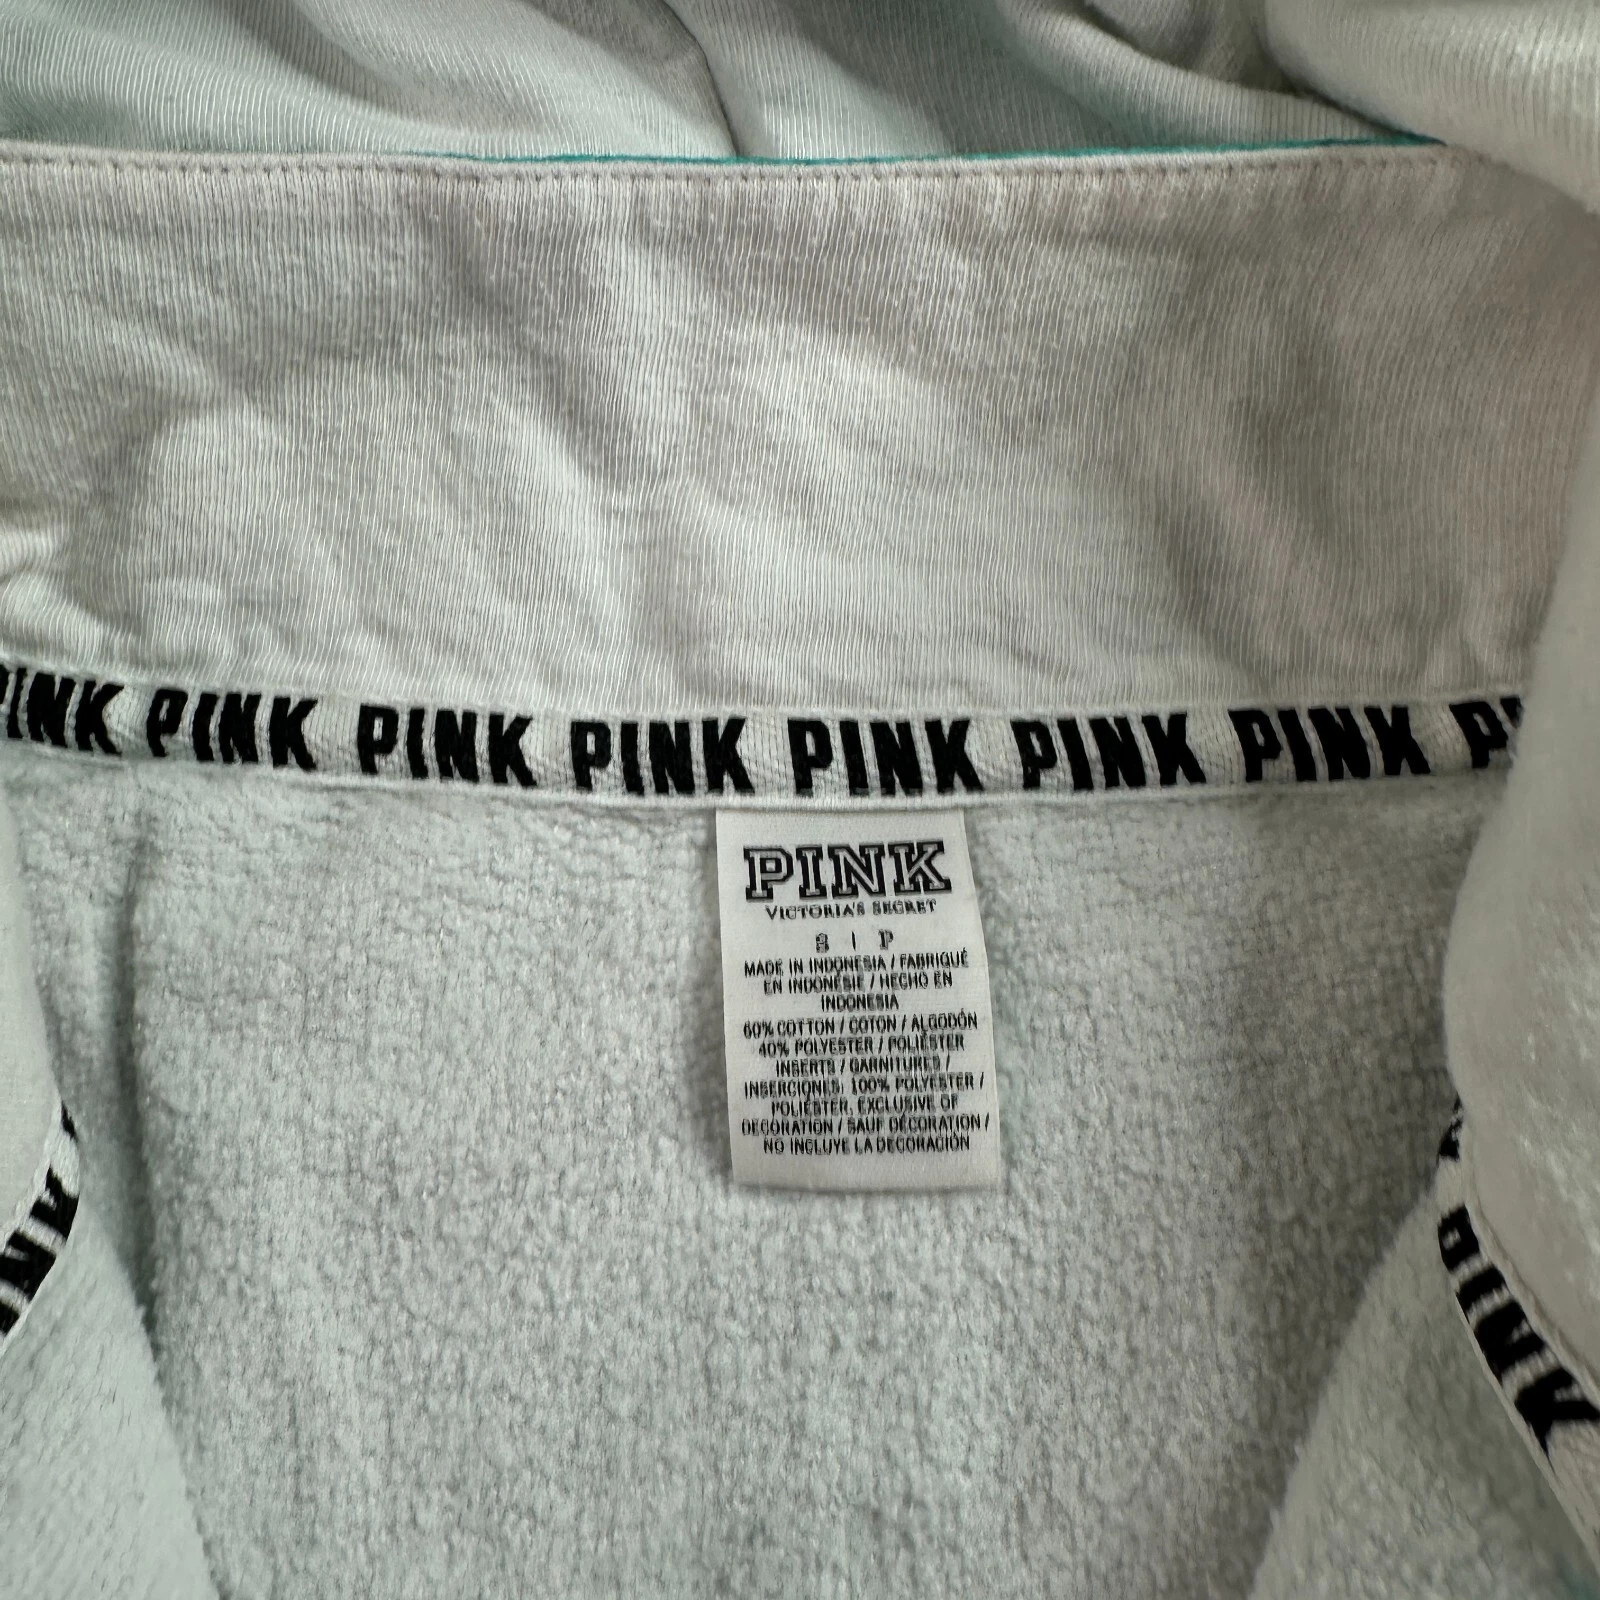 PINK PINK PINK PINK PINK PINK PINK
PINK
VICTORIA'S SECRET
S | P
MADE IN INDONESIA / FABRIQUÉ
EN INDONÉSIE / HECHO EN
INDONESIA
60% COTTON / COTON / ALGODÓN
40% POLYESTER / POLIÉSTER
INSERTS / GARNITURES /
INSERCIONES: 100% POLYESTER /
POLIÉSTER. EXCLUSIVE OF
DECORATION / SAUF DÉCORATION /
NO INCLUYE LA DECORACIÓN
PINK